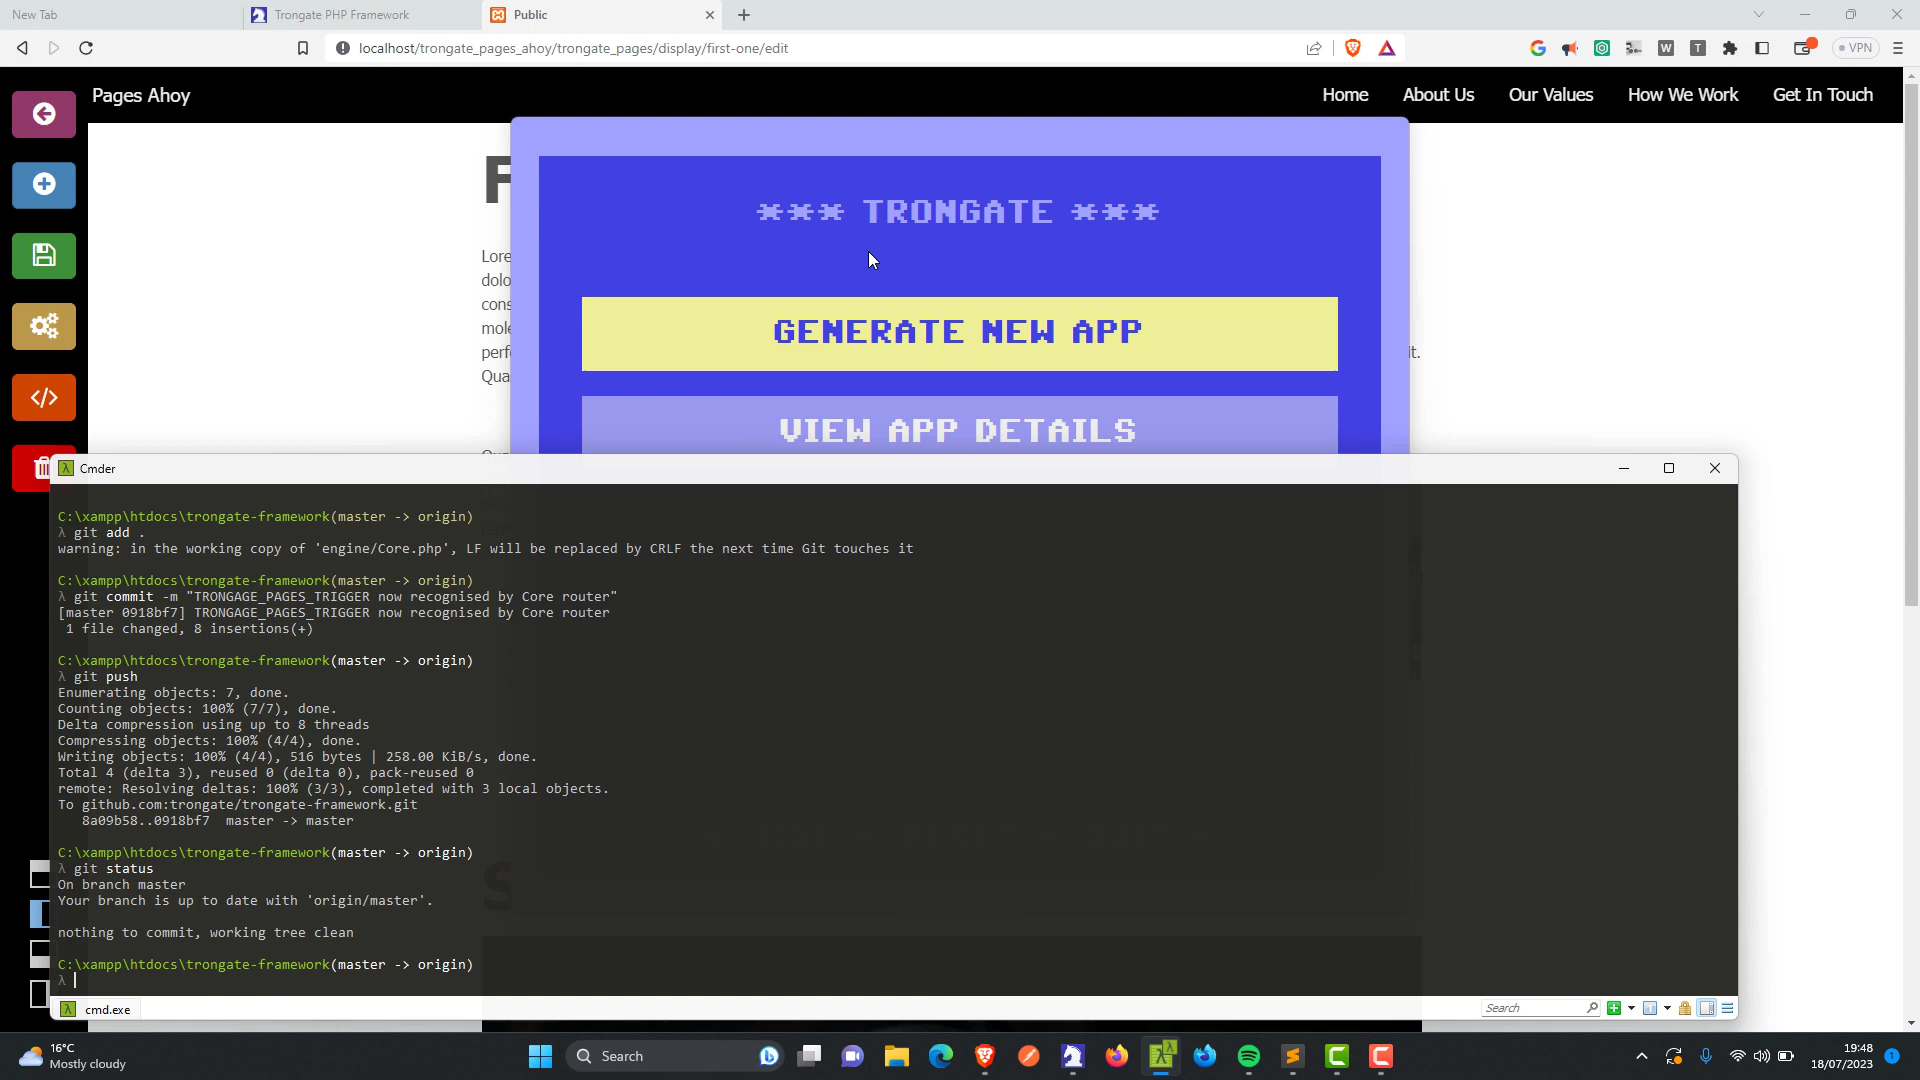 New Tab
Trongate PHP Framework
Public
localhost/trongate_pages_ahoy/trongate_pages/display/first-one/edit
VPN
Pages Ahoy
Home
About Us
Our Values
How We Work
Get In Touch
F
Lore
dolo
cons
mole
perf
it.
Qua
*** TRONGATE ***
GENERATE NEW APP
VIEW APP DETAILS
Cmder
C:\xampp\htdocs\trongate-framework(master -> origin)
λ git add .
warning: in the working copy of 'engine/Core.php', LF will be replaced by CRLF the next time Git touches it
C:\xampp\htdocs\trongate-framework(master -> origin)
λ git commit -m "TRONGAGE_PAGES_TRIGGER now recognised by Core router"
[master 0918bf7] TRONGAGE_PAGES_TRIGGER now recognised by Core router
1 file changed, 8 insertions(+)
C:\xampp\htdocs\trongate-framework(master -> origin)
λ git push
Enumerating objects: 7, done.
Counting objects: 100% (7/7), done.
Delta compression using up to 8 threads
Compressing objects: 100% (4/4), done.
Writing objects: 100% (4/4), 516 bytes | 258.00 KiB/s, done.
Total 4 (delta 3), reused 0 (delta 0), pack-reused 0
remote: Resolving deltas: 100% (3/3), completed with 3 local objects.
To github.com:trongate/trongate-framework.git
8a09b58..0918bf7  master -> master
C:\xampp\htdocs\trongate-framework(master -> origin)
λ git status
On branch master
Your branch is up to date with 'origin/master'.
nothing to commit, working tree clean
C:\xampp\htdocs\trongate-framework(master -> origin)
λ
cmd.exe
Search
16°C
Mostly cloudy
Search
19:48
18/07/2023
1